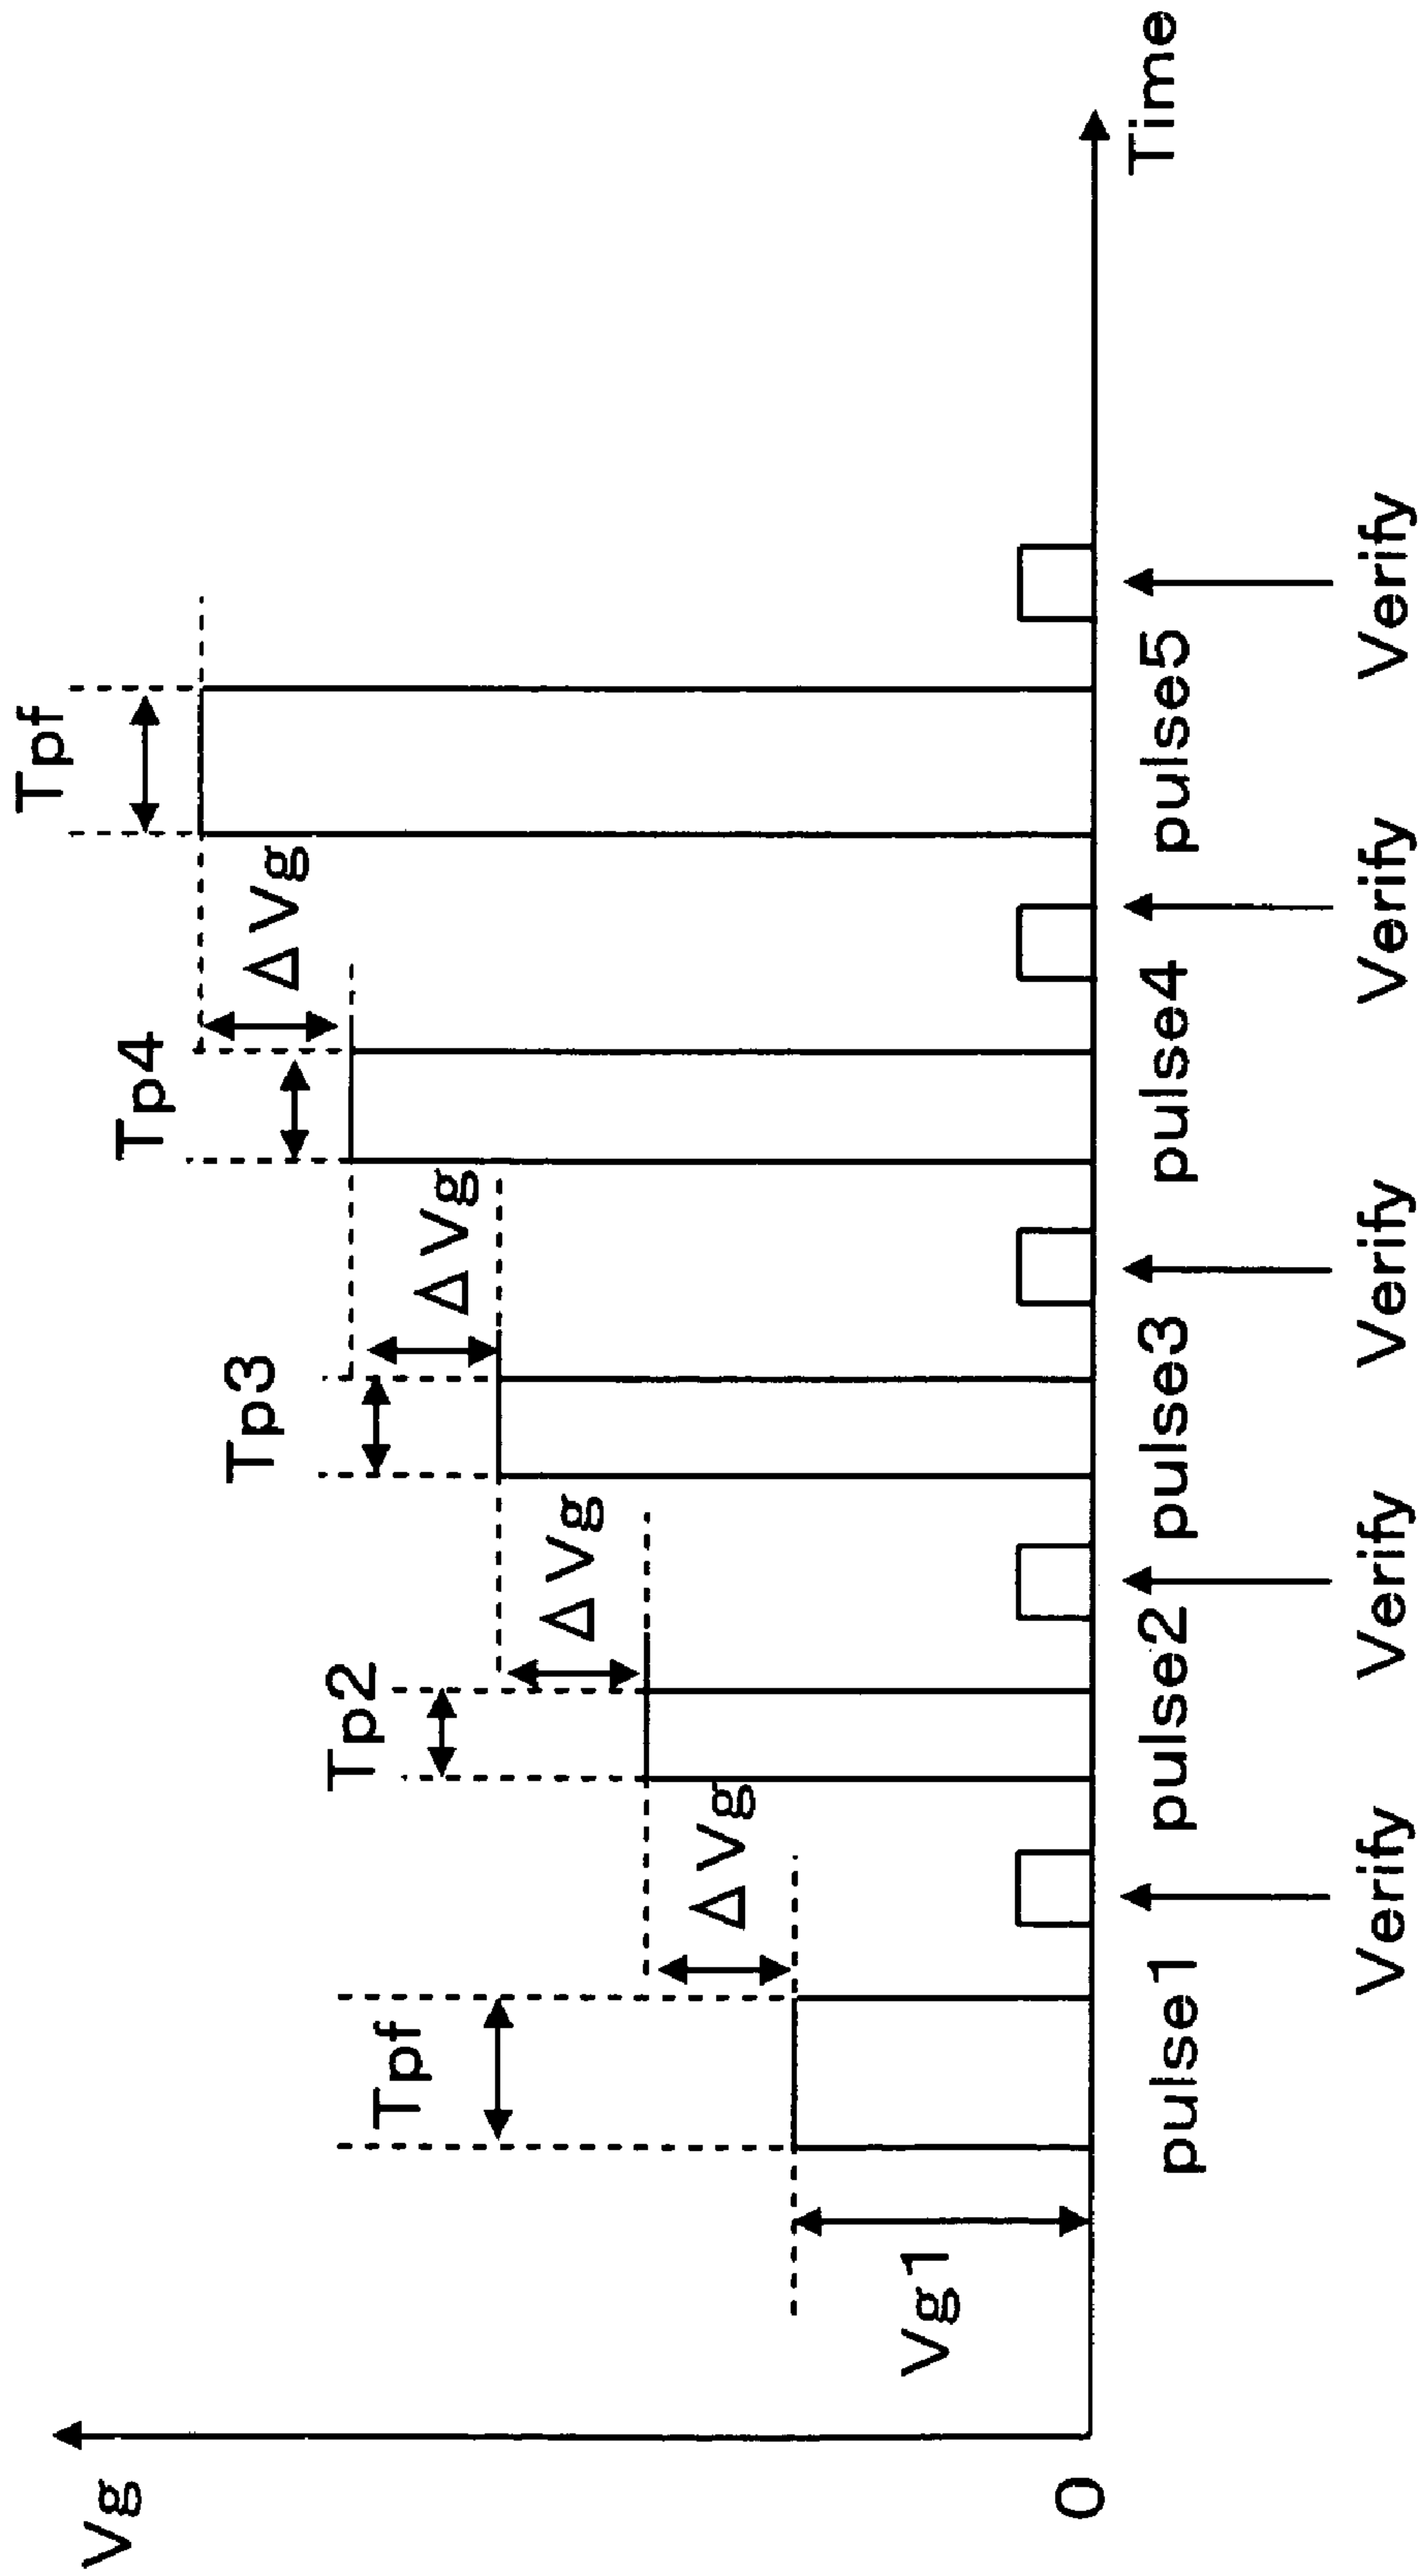 Vg
Tpf
Tp4
ΔVg
Tp3
ΔVg
Tp2
ΔVg
Tpf
ΔVg
Vg1
0
Time
pulse1
pulse2
pulse3
pulse4
pulse5
Verify
Verify
Verify
Verify
Verify